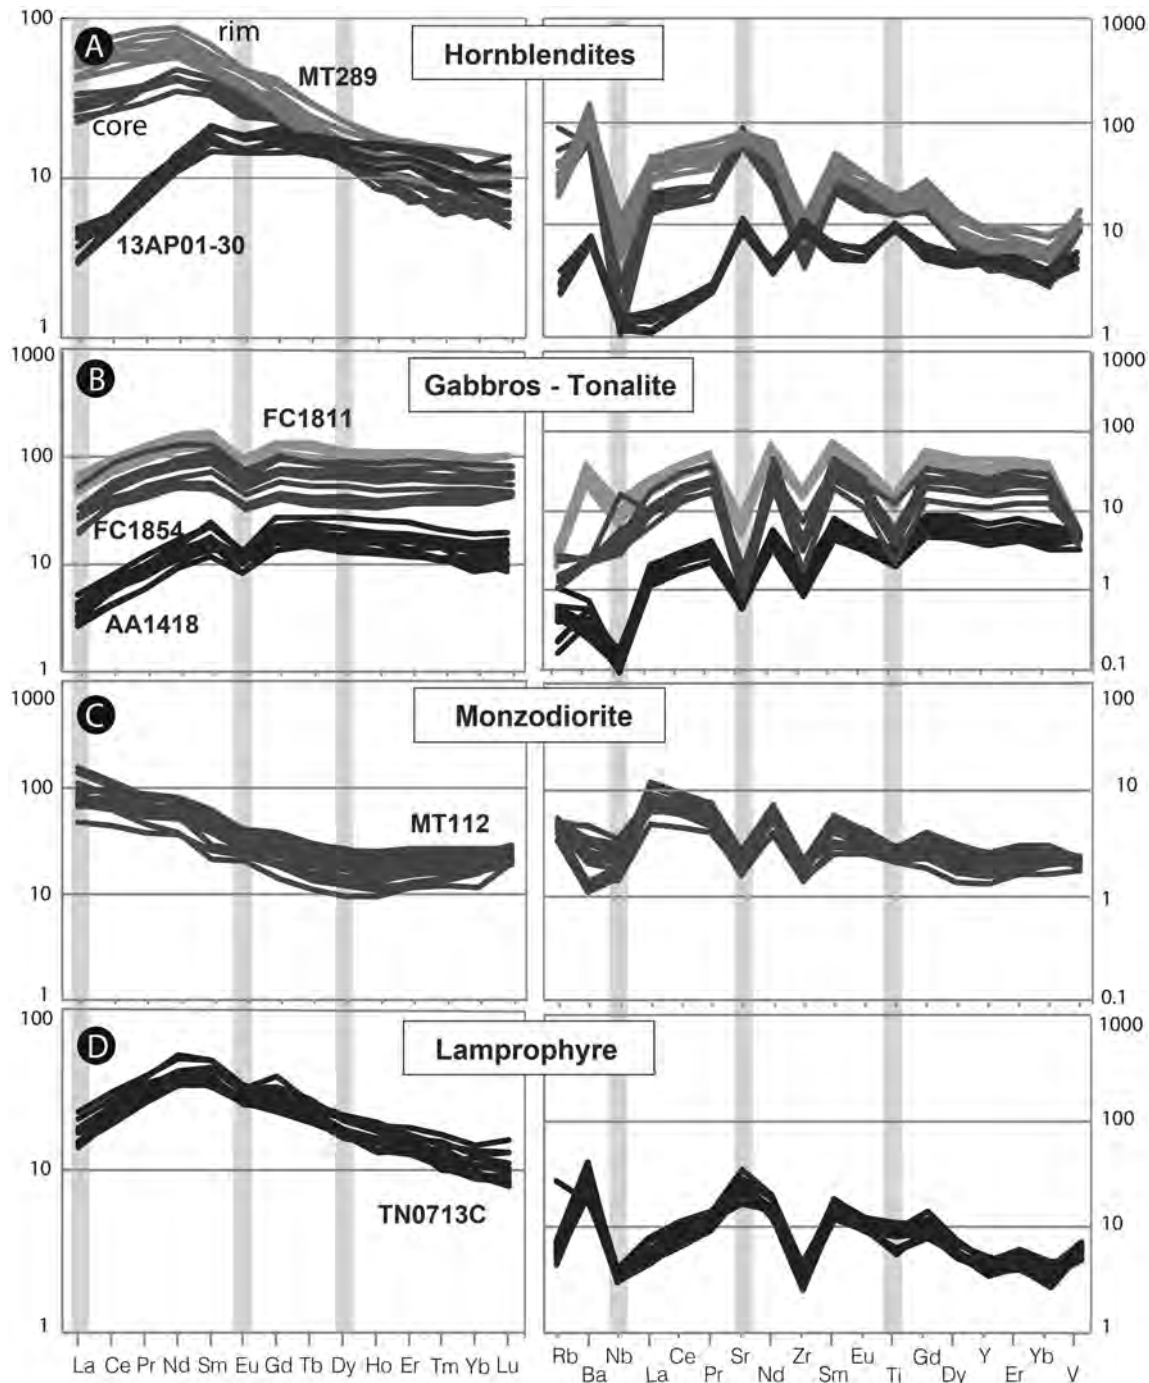 A
Hornblendites
100
10
1
rim
MT289
core
13AP01-30
1000
100
10
1
B
Gabbros - Tonalite
1000
100
10
1
FC1811
FC1854
AA1418
1000
100
10
1
0.1
C
Monzodiorite
1000
100
10
1
MT112
100
10
1
0.1
D
Lamprophyre
100
10
1
TN0713C
1000
100
10
1
La Ce Pr Nd Sm Eu Gd Tb Dy Ho Er Tm Yb Lu
Rb Ba Nb La Ce Pr Sr Nd Zr Sm Eu Ti Gd Dy Y Er Yb V